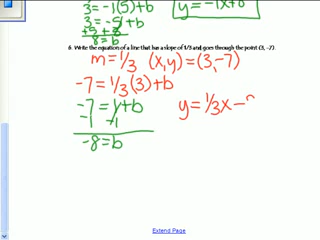 3 = -1(5) + b
y = -1x + 8
3 = -5 + b
+5 +5
8 = b
6. Write the equation of a line that has a slope of 1/3 and goes through the point (3, -7).
m = 1/3 (x, y) = (3, -7)
-7 = 1/3(3) + b
-7 = 1 + b
y = 1/3x -
-1 -1
-8 = b
Extend Page